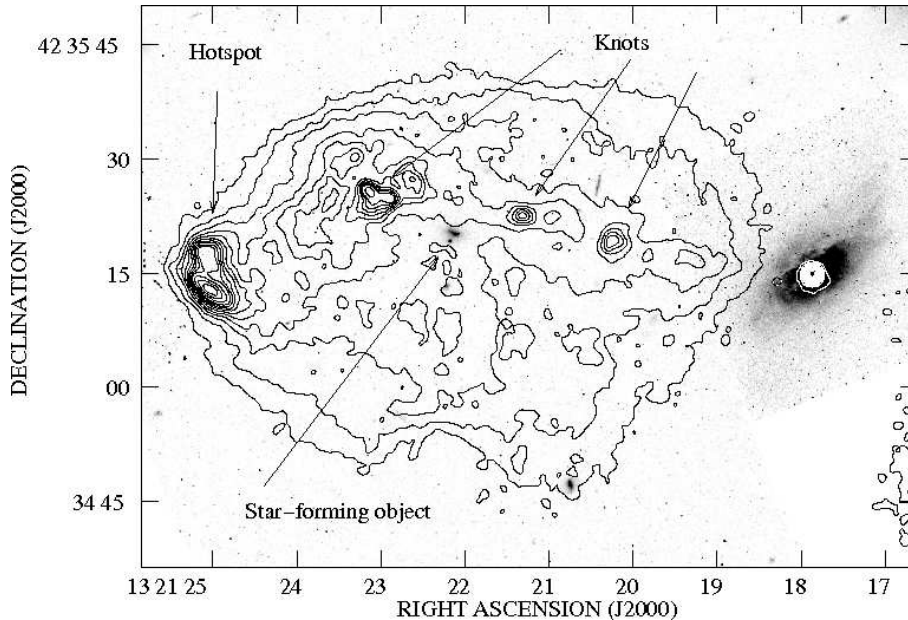 42 35 45
Hotspot
Knots
30
15
00
34 45
Star-forming object
DECLINATION (J2000)
13 21 25 24 23 22 21 20 19 18 17
RIGHT ASCENSION (J2000)